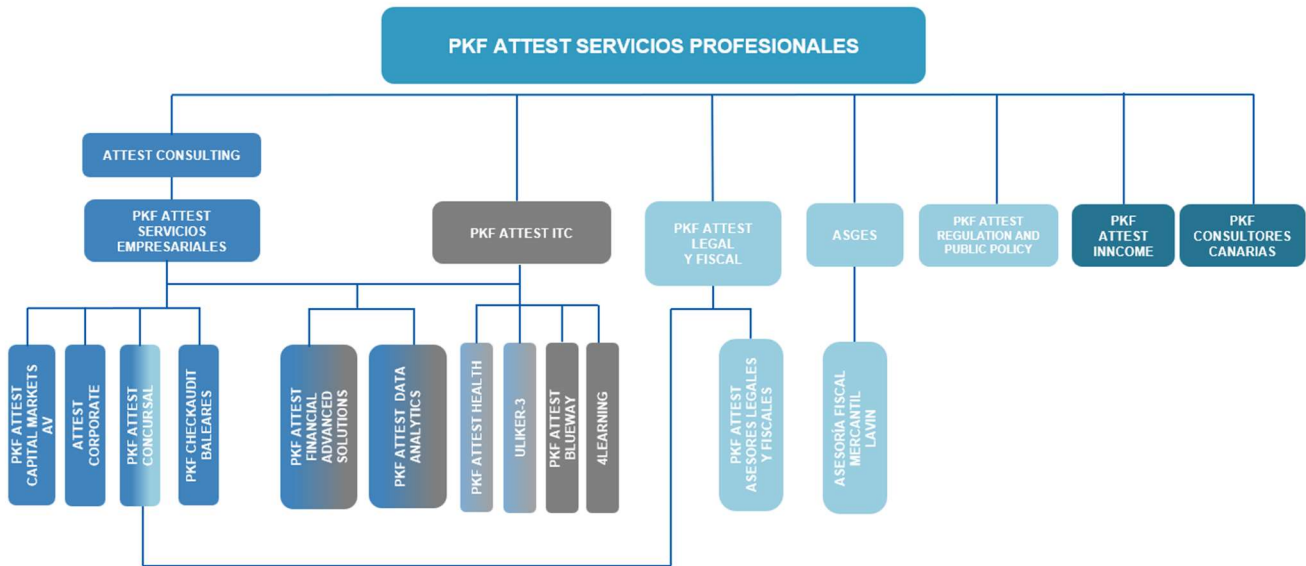 PKF ATTEST SERVICIOS PROFESIONALES
ATTEST CONSULTING
PKF ATTEST
SERVICIOS
EMPRESARIALES
PKF ATTEST ITC
PKF ATTEST
LEGAL
Y FISCAL
ASGES
PKF ATTEST
REGULATION AND
PUBLIC POLICY
PKF
ATTEST
INNCOME
PKF
CONSULTORES
CANARIAS
PKF ATTEST
CAPITAL MARKETS
AV
ATTEST
CORPORATE
PKF ATTEST
CONCURSAL
PKF CHECKAUDIT
BALEARES
PKF ATTEST
FINANCIAL
ADVANCED
SOLUTIONS
PKF ATTEST DATA
ANALYTICS
PKF ATTEST HEALTH
ULIKER-3
PKF ATTEST
BLUEWAY
4LEARNING
PKF ATTEST
ASESORES LEGALES
Y FISCALES
ASESORÍA FISCAL
MERCANTIL
LAVIN